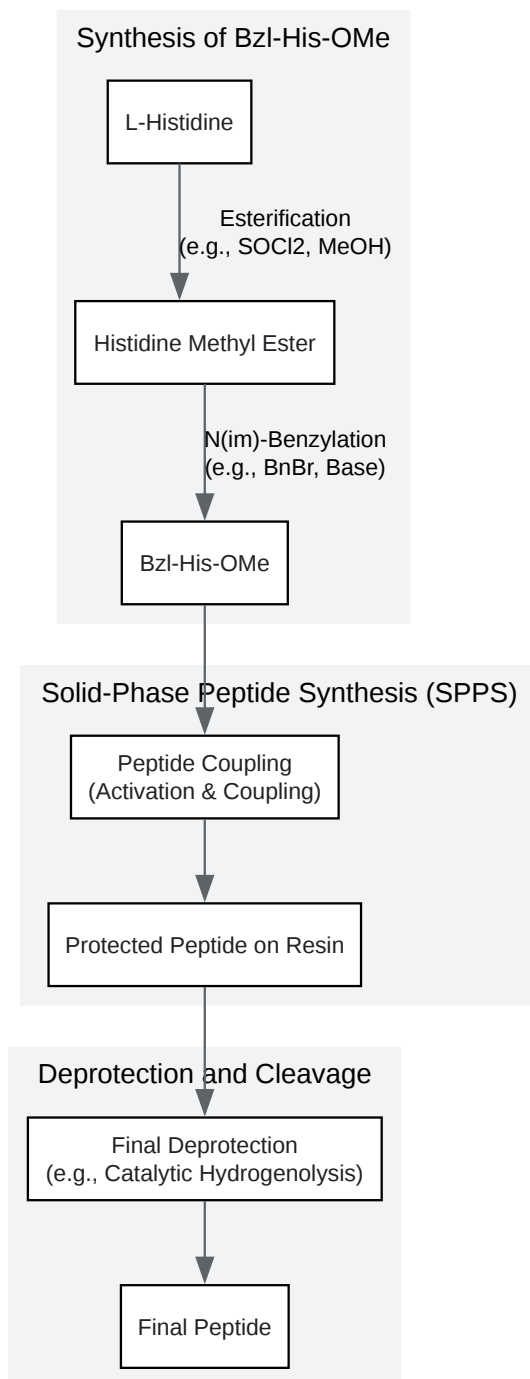 Synthesis of Bzl-His-OMe
L-Histidine
Esterification
(e.g., SOCl2, MeOH)
Histidine Methyl Ester
N(im)-Benzylation
(e.g., BnBr, Base)
Bzl-His-OMe
Solid-Phase Peptide Synthesis (SPPS)
Peptide Coupling
(Activation & Coupling)
Protected Peptide on Resin
Deprotection and Cleavage
Final Deprotection
(e.g., Catalytic Hydrogenolysis)
Final Peptide